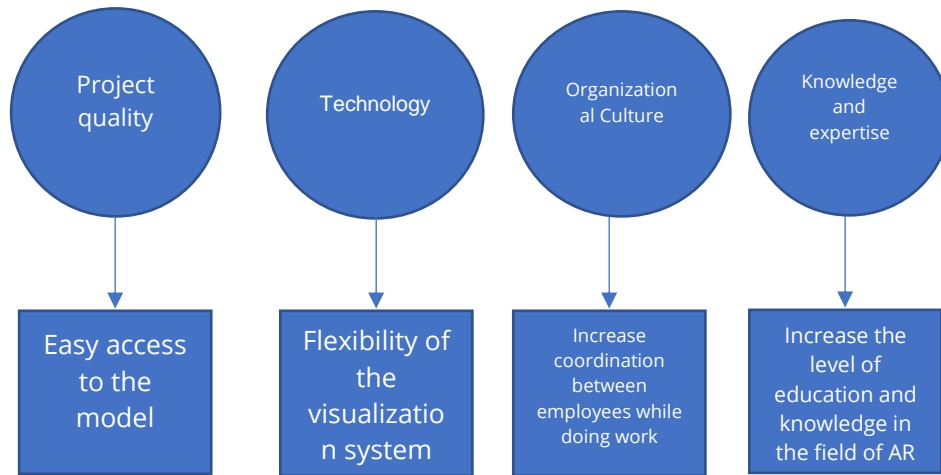 Project
quality
Technology
Organization
al Culture
Knowledge
and
expertise
Easy access
to the
model
Flexibility of
the
visualizatio
n system
Increase
coordination
between
employees while
doing work
Increase the
level of
education and
knowledge in
the field of AR